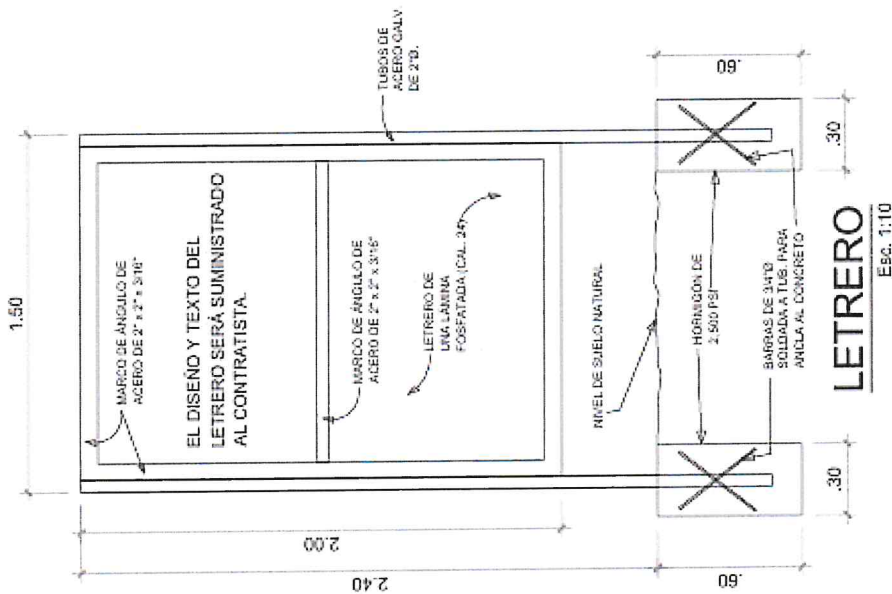 1.50
MARCO DE ÁNGULO DE
ACERO DE 2" x 2" x 3/16"
EL DISEÑO Y TEXTO DEL
LETRERO SERÁ SUMINISTRADO
AL CONTRATISTA.
TUBOS DE
ACERO GALV.
DE 2"Ø.
MARCO DE ÁNGULO DE
ACERO DE 2" x 2" x 3/16"
LETRERO DE
UNA LAMINA
FOSFATADA (CAL. 24)
2.00
2.40
NIVEL DE SUELO NATURAL
HORMIGÓN DE
2,500 PSI
BARRAS DE 3/4"Ø
SOLDADA A TUB. PARA
ANCLA AL CONCRETO
.60
.60
.30
.30
LETRERO
Esc. 1:10